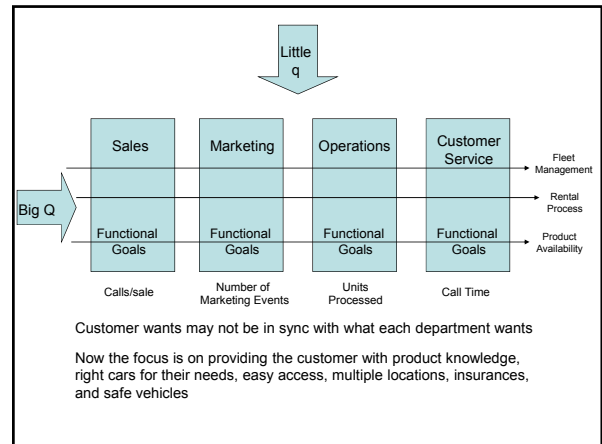 Little
q
Sales
Marketing
Operations
Customer
Service
Fleet
Management
Rental
Process
Big Q
Functional
Goals
Functional
Goals
Functional
Goals
Functional
Goals
Product
Availability
Calls/sale
Number of
Marketing Events
Units
Processed
Call Time
Customer wants may not be in sync with what each department wants
Now the focus is on providing the customer with product knowledge,
right cars for their needs, easy access, multiple locations, insurances,
and safe vehicles